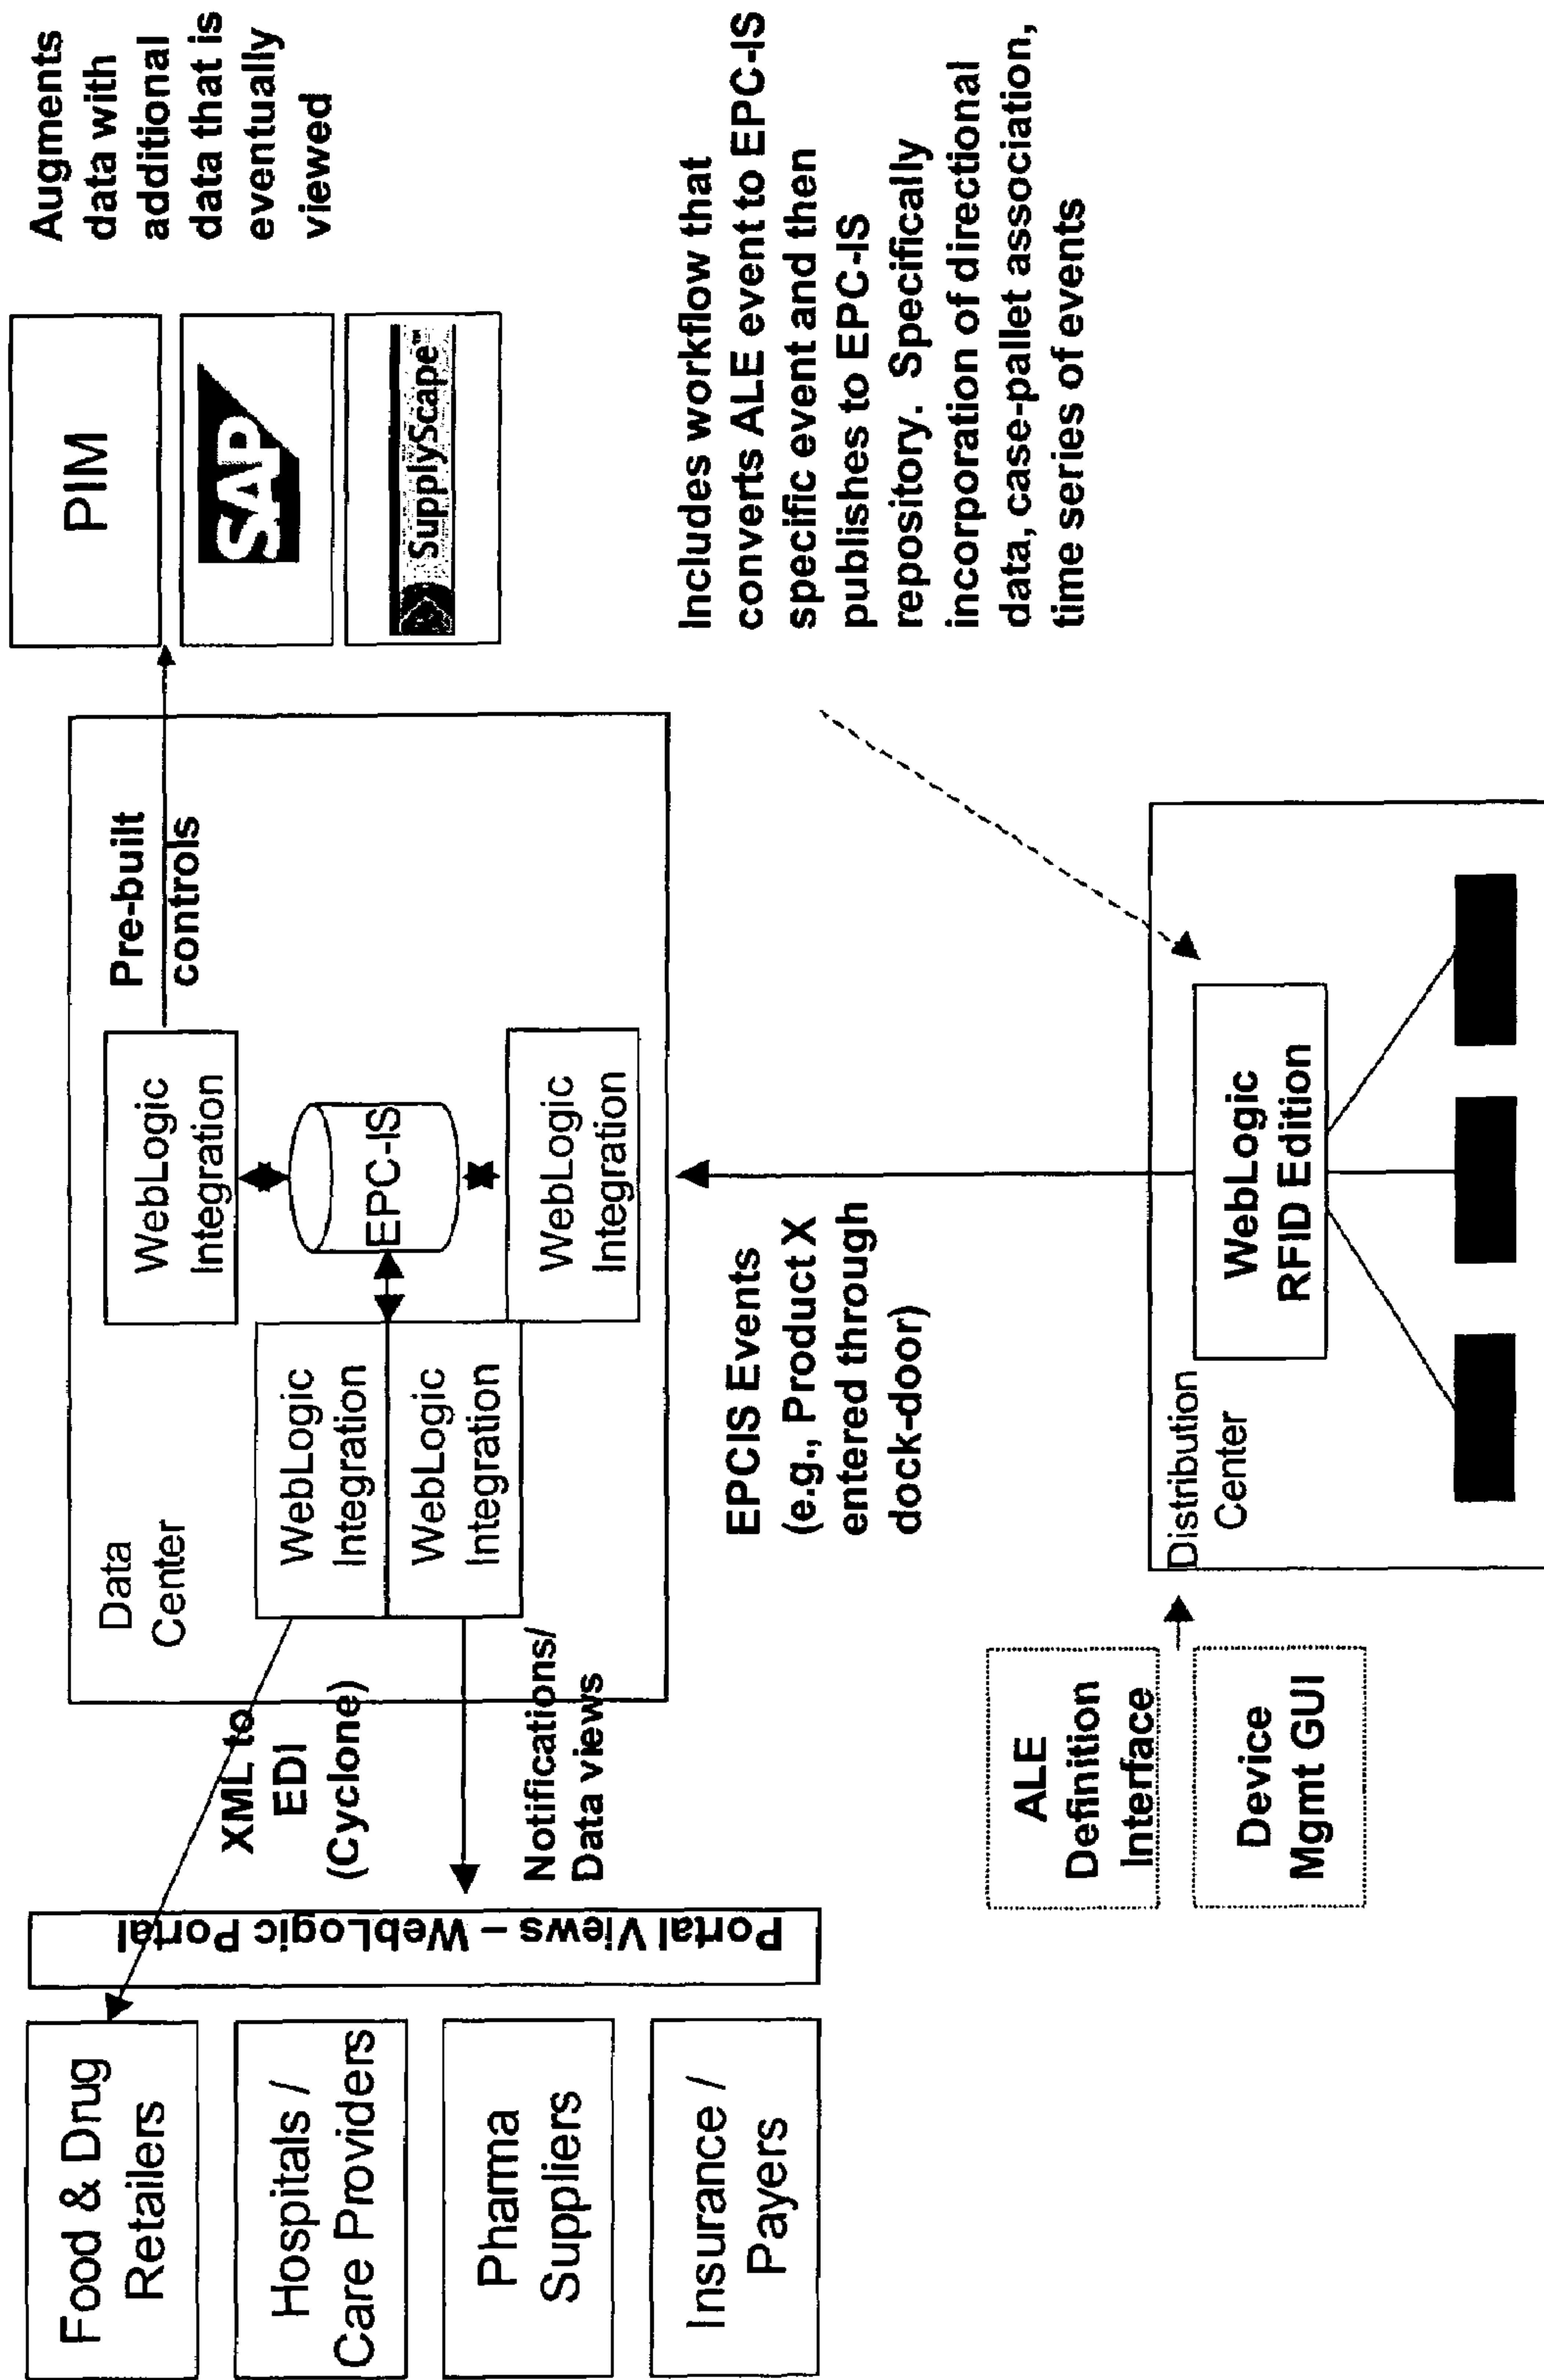 Food & Drug
Retailers
Hospitals /
Care Providers
Pharma
Suppliers
Insurance /
Payers
Portal Views – WebLogic Portal
XML to
EDI
(Cyclone)
Notifications/
Data views
Data
Center
WebLogic
Integration
WebLogic
Integration
WebLogic
Integration
EPC-IS
WebLogic
Integration
Pre-built
controls
PIM
SAP
SupplyScape™
Augments
data with
additional
data that is
eventually
viewed
Includes workflow that
converts ALE event to EPC-IS
specific event and then
publishes to EPC-IS
repository. Specifically
incorporation of directional
data, case-pallet association,
time series of events
EPCIS Events
(e.g., Product X
entered through
dock-door)
ALE
Definition
Interface
Device
Mgmt GUI
Distribution
Center
WebLogic
RFID Edition